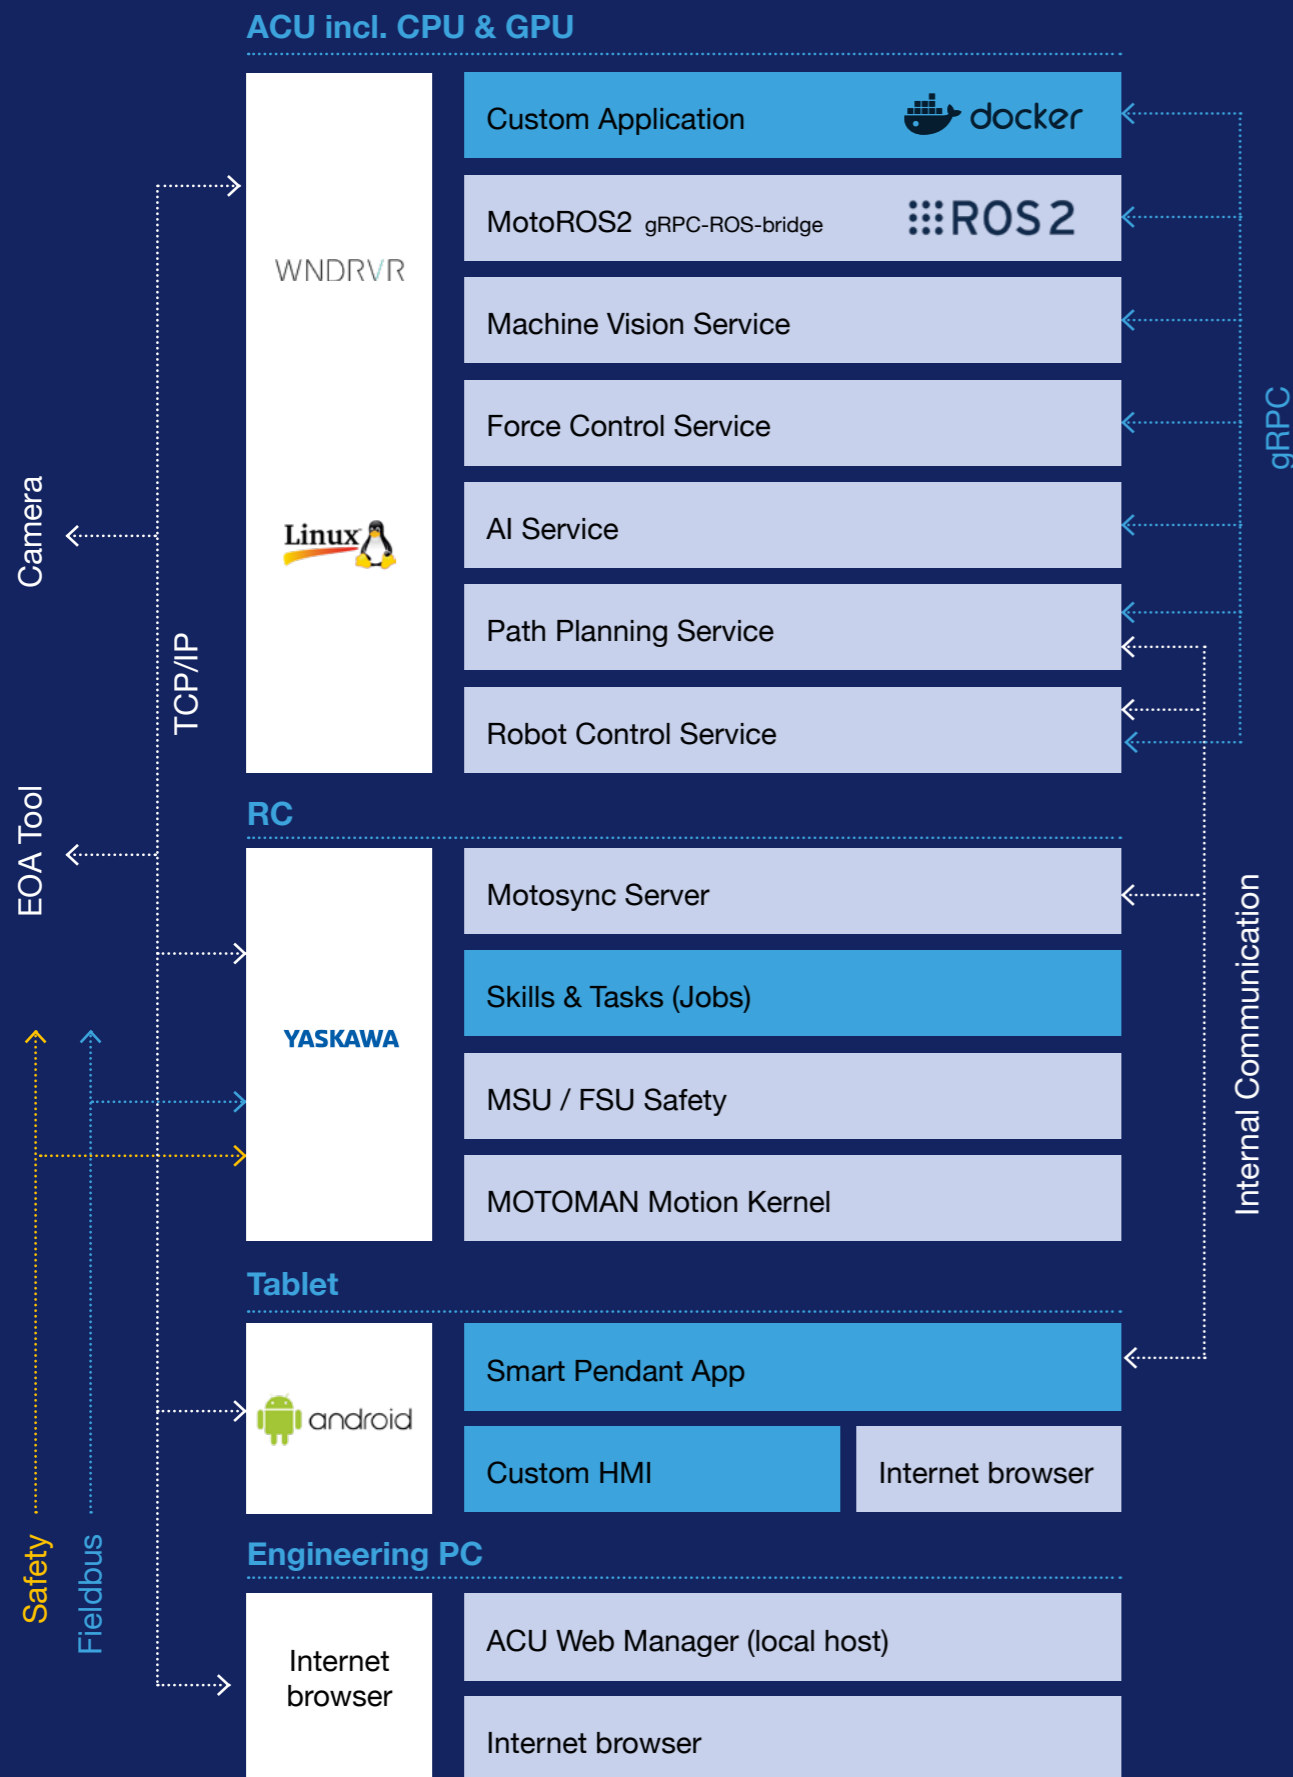 ACU incl. CPU & GPU
WNDRVR
Linux
Custom Application
docker
MotoROS2 gRPC-ROS-bridge
ROS 2
Machine Vision Service
Force Control Service
AI Service
Path Planning Service
Robot Control Service
gRPC
Camera
TCP/IP
EOA Tool
RC
YASKAWA
Motosync Server
Skills & Tasks (Jobs)
MSU / FSU Safety
MOTOMAN Motion Kernel
Internal Communication
Tablet
android
Smart Pendant App
Custom HMI
Internet browser
Safety
Fieldbus
Engineering PC
Internet
browser
ACU Web Manager (local host)
Internet browser